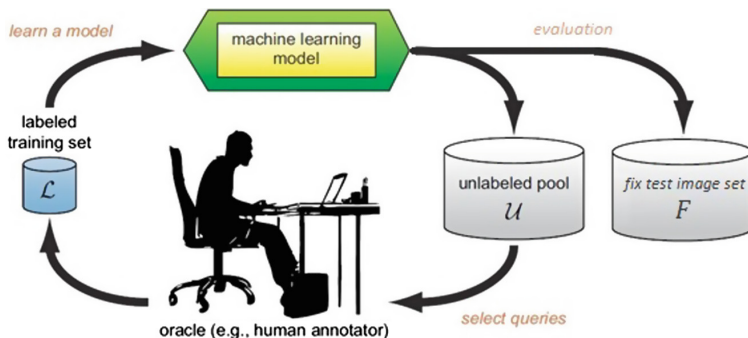 learn a model
machine learning
model
evaluation
labeled
training set
ℒ
unlabeled pool
𝒰
fix test image set
F
select queries
oracle (e.g., human annotator)